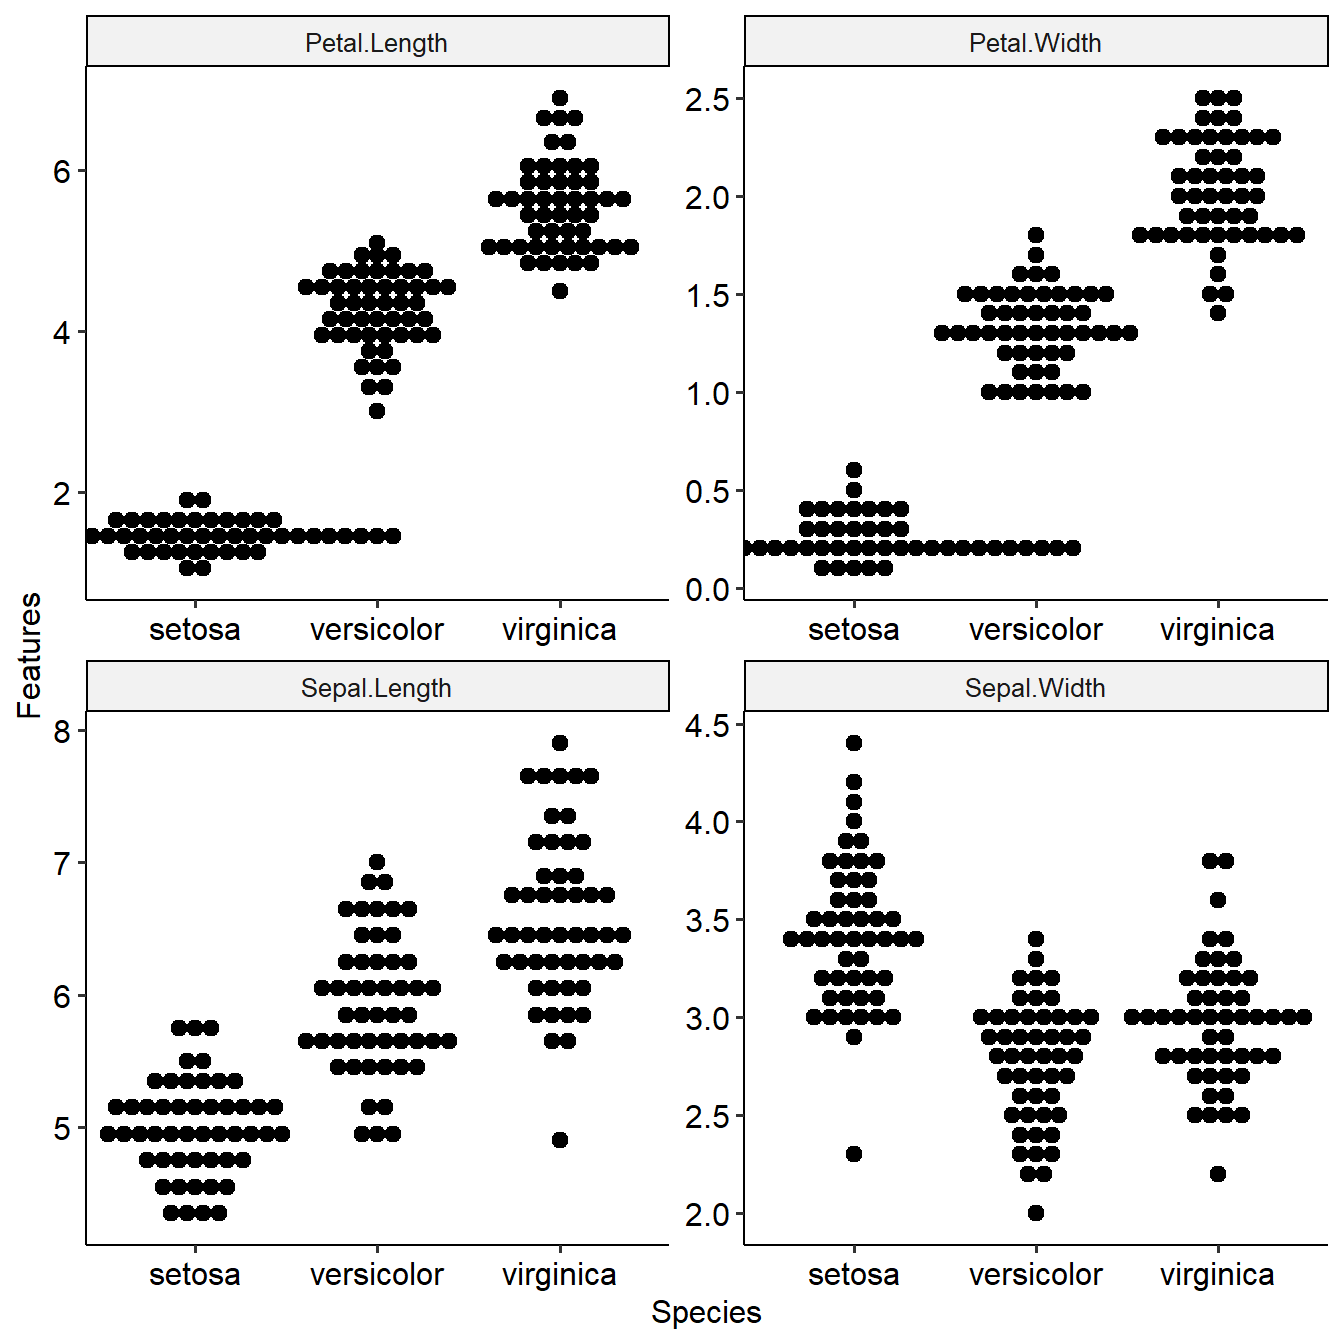 Petal.Length
Petal.Width
6
4
2
2.5
2.0
1.5
1.0
0.5
0.0
setosa versicolor virginica
setosa versicolor virginica
Features
Sepal.Length
Sepal.Width
8
7
6
5
4.5
4.0
3.5
3.0
2.5
2.0
setosa versicolor virginica
setosa versicolor virginica
Species